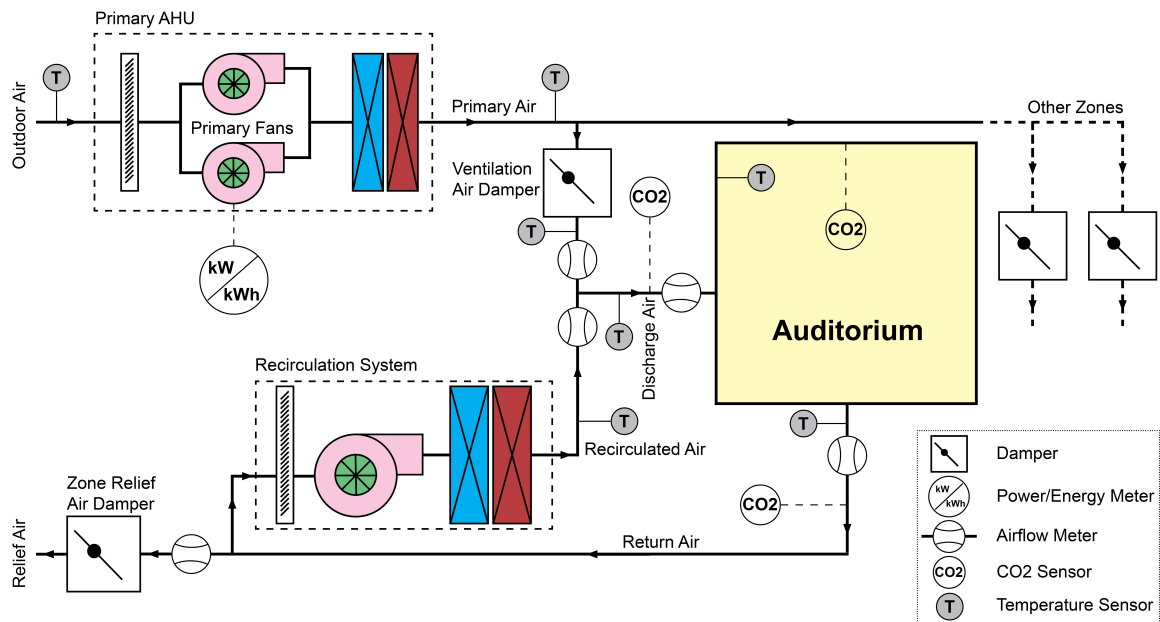 Primary AHU
Outdoor Air
T
Primary Fans
kW
kWh
Primary Air
T
Other Zones
Ventilation
Air Damper
T
CO2
T
CO2
Auditorium
T
Discharge Air
Recirculation System
T
Recirculated Air
T
CO2
Zone Relief
Air Damper
Relief Air
Return Air
Damper
kW
kWh
Power/Energy Meter
Airflow Meter
CO2
CO2 Sensor
T
Temperature Sensor